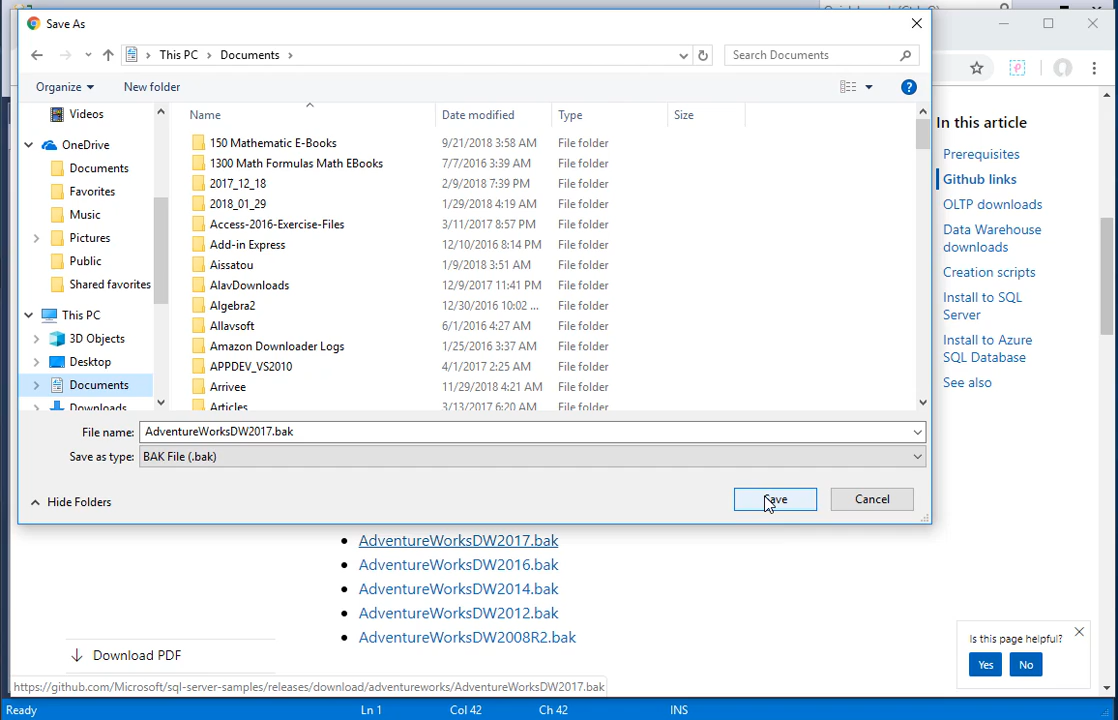 Save As
This PC
Documents
Search Documents
Organize
New folder
Name
Date modified
Type
Size
Videos
OneDrive
Documents
Favorites
Music
Pictures
Public
Shared favorites
This PC
3D Objects
Desktop
Documents
Downloads
150 Mathematic E-Books 9/21/2018 3:58 AM File folder
1300 Math Formulas Math EBooks 7/7/2016 3:39 AM File folder
2017_12_18 2/9/2018 7:39 PM File folder
2018_01_29 1/29/2018 4:19 AM File folder
Access-2016-Exercise-Files 3/11/2017 8:57 PM File folder
Add-in Express 12/10/2016 8:14 PM File folder
Aissatou 1/9/2018 3:51 AM File folder
AlavDownloads 12/9/2017 11:41 PM File folder
Algebra2 12/30/2016 10:02 ... File folder
Allavsoft 6/1/2016 4:27 AM File folder
Amazon Downloader Logs 1/25/2016 3:37 AM File folder
APPDEV_VS2010 4/1/2017 2:25 AM File folder
Arrivee 11/29/2018 4:21 AM File folder
Articles 3/13/2017 6:20 AM File folder
File name: AdventureWorksDW2017.bak
Save as type: BAK File (.bak)
Hide Folders
Save
Cancel
In this article
Prerequisites
Github links
OLTP downloads
Data Warehouse
downloads
Creation scripts
Install to SQL
Server
Install to Azure
SQL Database
See also
AdventureWorksDW2017.bak
AdventureWorksDW2016.bak
AdventureWorksDW2014.bak
AdventureWorksDW2012.bak
AdventureWorksDW2008R2.bak
Download PDF
Is this page helpful?
Yes
No
https://github.com/Microsoft/sql-server-samples/releases/download/adventureworks/AdventureWorksDW2017.bak
Ready
Ln 1
Col 42
Ch 42
INS